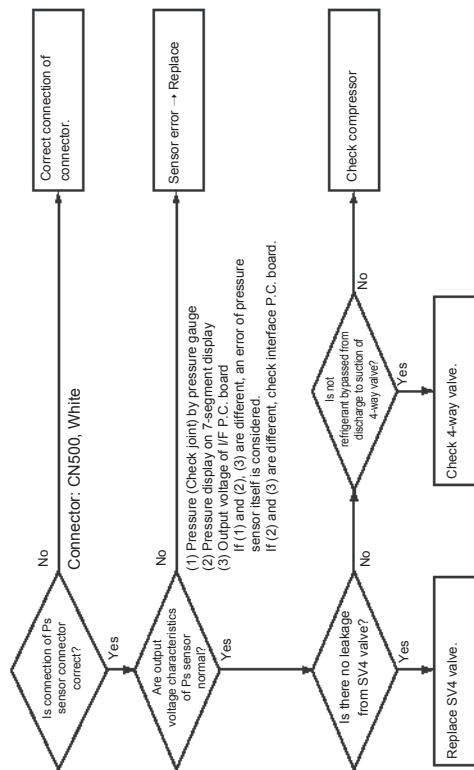 Is connection of Ps
sensor connector
correct?
No
Connector: CN500, White
Correct connection of
connector.
Yes
Are output
voltage characteristics
of Ps sensor
normal?
No
(1) Pressure (Check joint) by pressure gauge
(2) Pressure display on 7-segment display
(3) Output voltage of I/F P.C. board
If (1) and (2), (3) are different, an error of pressure
sensor itself is considered.
If (2) and (3) are different, check interface P.C. board.
Sensor error → Replace
Yes
Is there no leakage
from SV4 valve?
No
Is not
refrigerant bypassed from
discharge to suction of
4-way valve?
No
Check compressor
Yes
Replace SV4 valve.
Yes
Check 4-way valve.